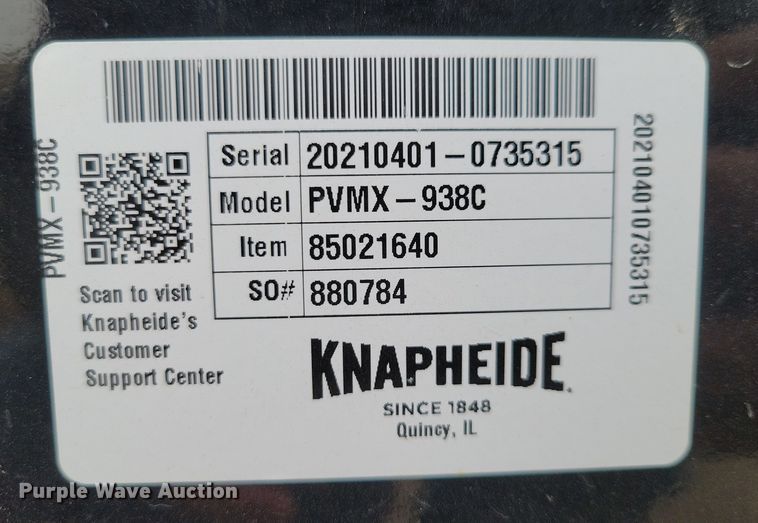 Serial 20210401-0735315
Model PVMX-938C
Item 85021640
SO# 880784
PVMX-938C
202104010735315
Scan to visit
Knapheide's
Customer
Support Center
KNAPHEIDE
SINCE 1848
Quincy, IL
Purple Wave Auction